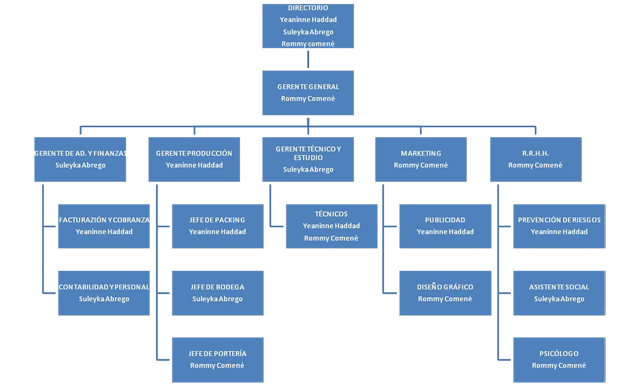 DIRECTORIO
Yeaninne Haddad
Suleyka Abrego
Rommy comené
GERENTE GENERAL
Rommy Comené
GERENTE DE AD. Y FINANZAS
Suleyka Abrego
GERENTE PRODUCCIÓN
Yeaninne Haddad
GERENTE TÉCNICO Y
ESTUDIO
Suleyka Abrego
MARKETING
Rommy Comené
R.R.H.H.
Rommy Comené
FACTURAZIÓN Y COBRANZA
Yeaninne Haddad
JEFE DE PACKING
Yeaninne Haddad
TÉCNICOS
Yeaninne Haddad
Rommy Comené
PUBLICIDAD
Yeaninne Haddad
PREVENCIÓN DE RIESGOS
Yeaninne Haddad
CONTABILIDAD Y PERSONAL
Suleyka Abrego
JEFE DE BODEGA
Suleyka Abrego
DISEÑO GRÁFICO
Rommy Comené
ASISTENTE SOCIAL
Suleyka Abrego
JEFE DE PORTERÍA
Rommy Comené
PSICÓLOGO
Rommy Comené